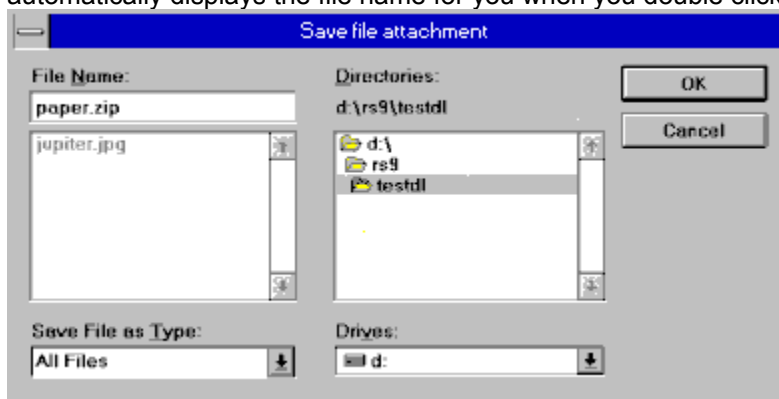 automatically displays the file name for you when you double click
Save file attachment
File Name:
paper.zip
jupiter.jpg
Save File as Type:
All Files
Directories:
d:\rs9\testdl
d:\
rs9
testdl
Drives:
d:
OK
Cancel